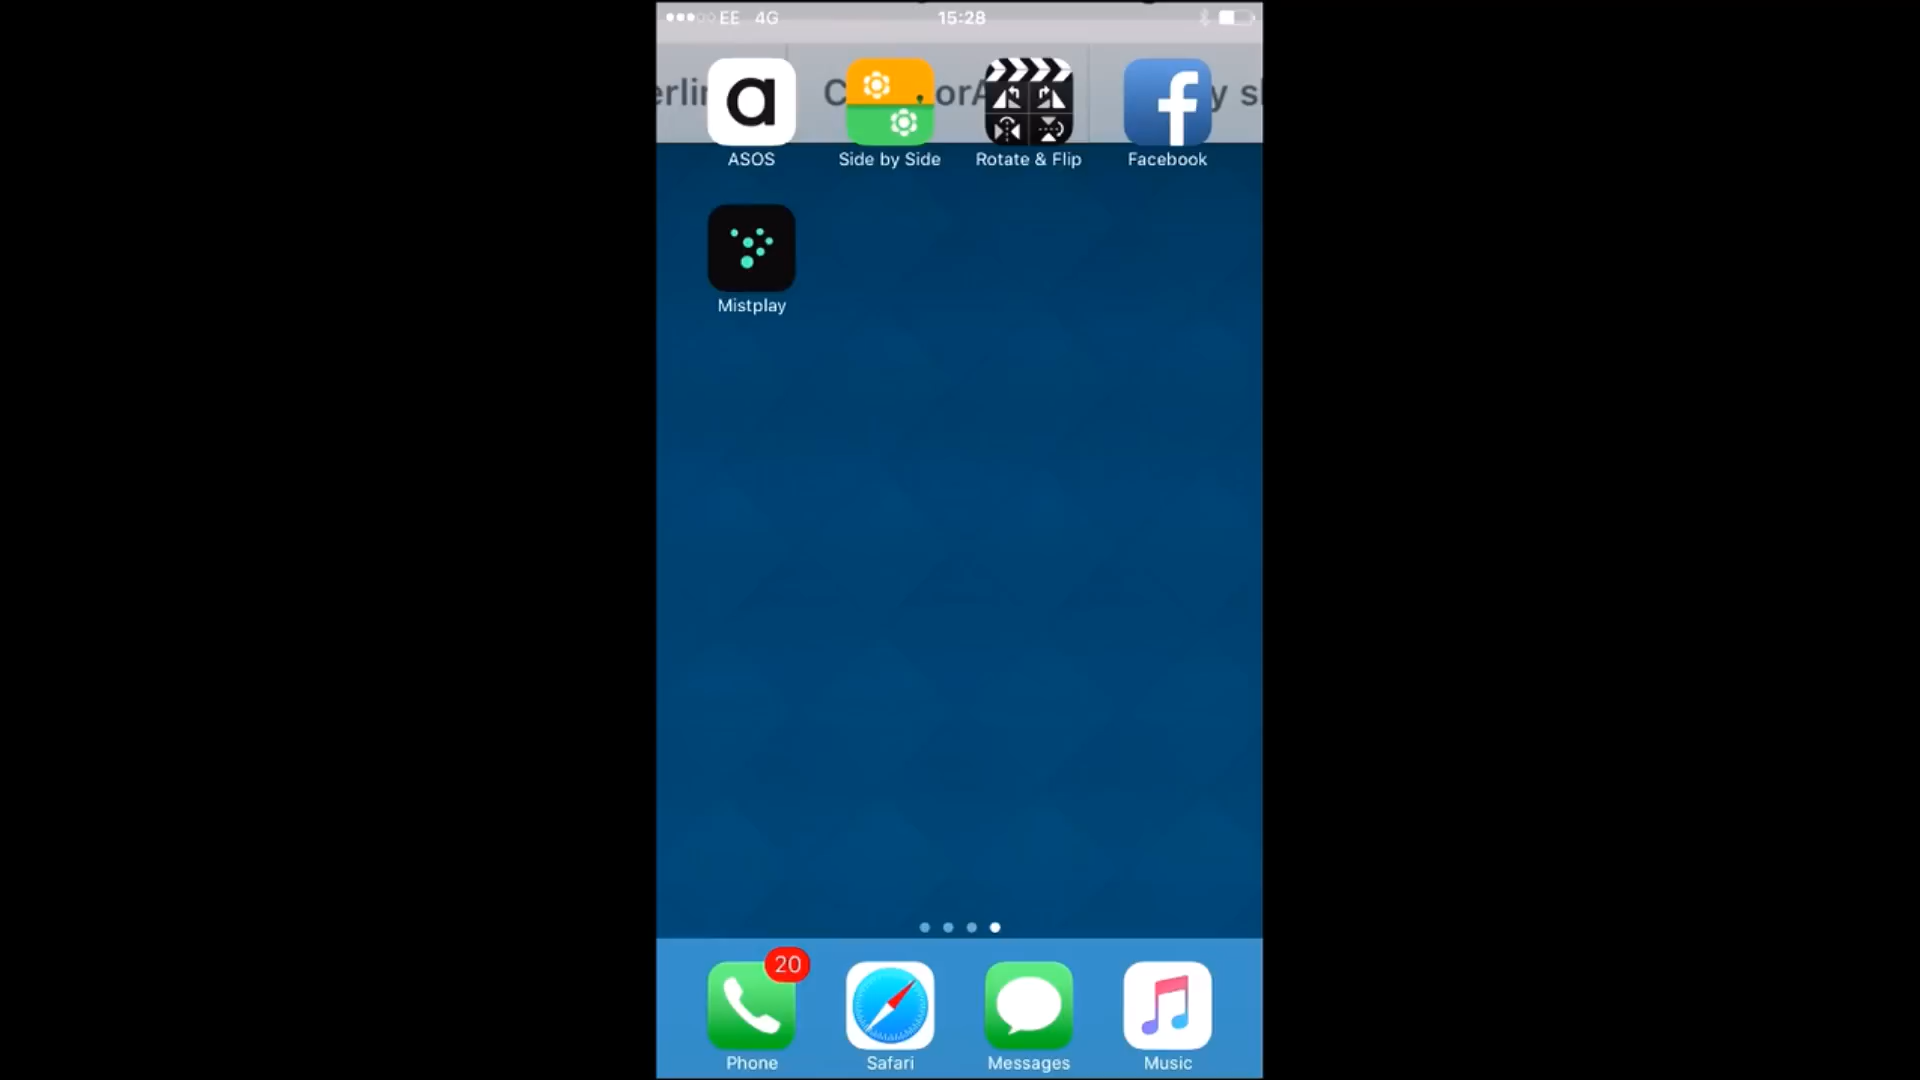 EE 4G 15:28
ASOS Side by Side Rotate & Flip Facebook
Mistplay
20
Phone Safari Messages Music